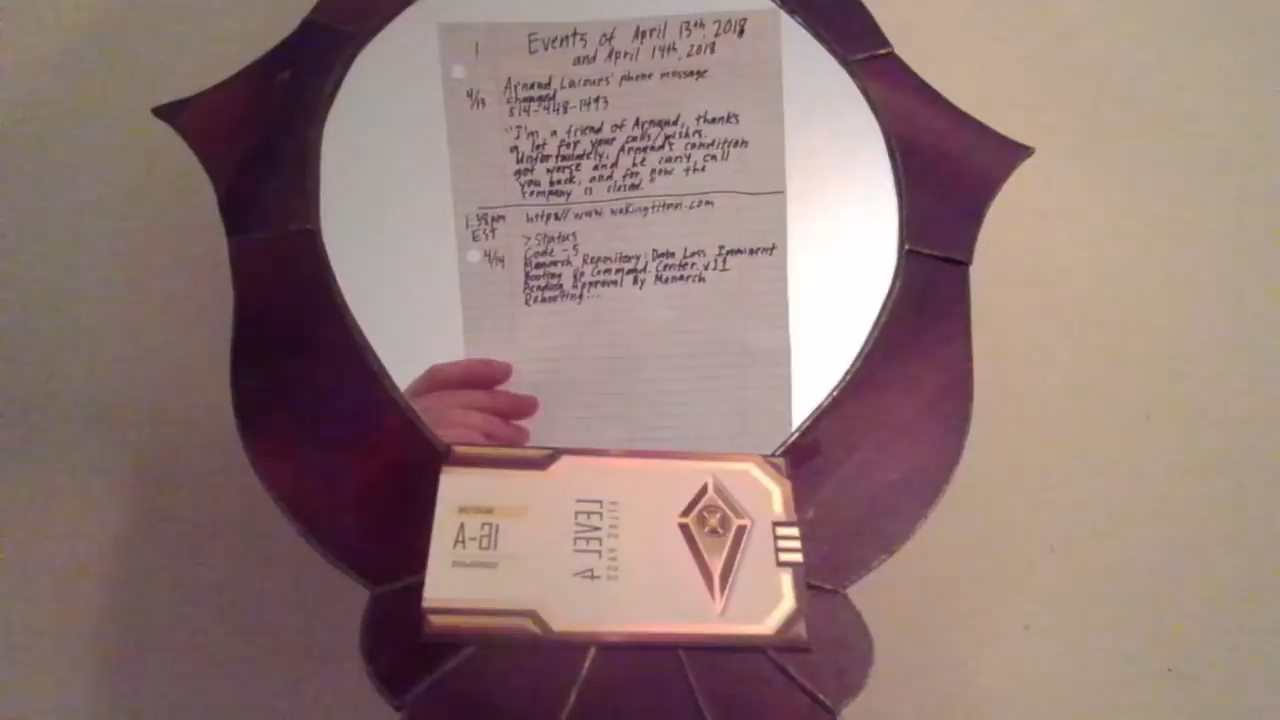 1
Events of April 13th, 2018
and April 14th, 2018
4/13
Arnaud Lacours' phone message
changed
514-448-1493
"I'm a friend of Arnaud, thanks
a lot for your calls/wishes.
Unfortunately, Arnaud's condition
got worse and he can't call
you back, and for now the
company is closed."
1:38pm
EST
4/14
http://www.wakingtitan.com
> Status
Code - 5
Monarch Repository: Data Loss Imminent
Booting Up Command. Center. v11
Pending Approval By Monarch
Rebooting...
LEVEL 4